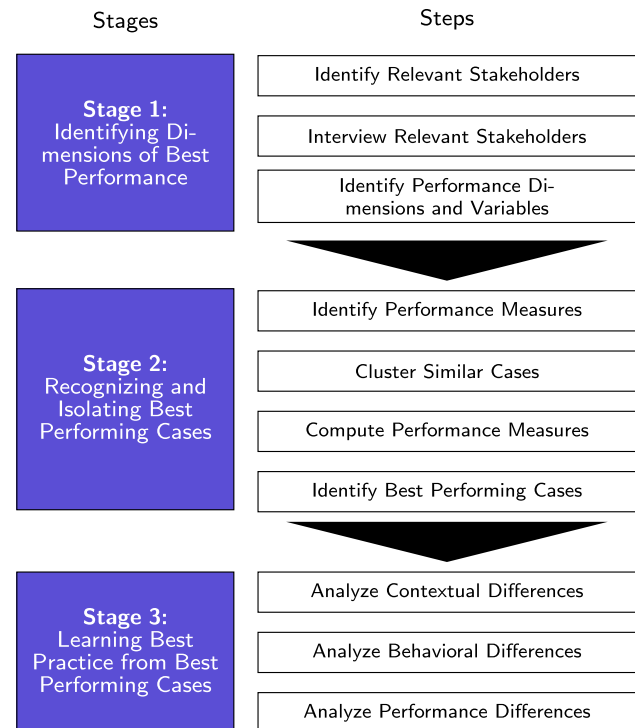 Stages
Steps
Stage 1:
Identifying Di-
mensions of Best
Performance
Identify Relevant Stakeholders
Interview Relevant Stakeholders
Identify Performance Di-
mensions and Variables
Stage 2:
Recognizing and
Isolating Best
Performing Cases
Identify Performance Measures
Cluster Similar Cases
Compute Performance Measures
Identify Best Performing Cases
Stage 3:
Learning Best
Practice from Best
Performing Cases
Analyze Contextual Differences
Analyze Behavioral Differences
Analyze Performance Differences